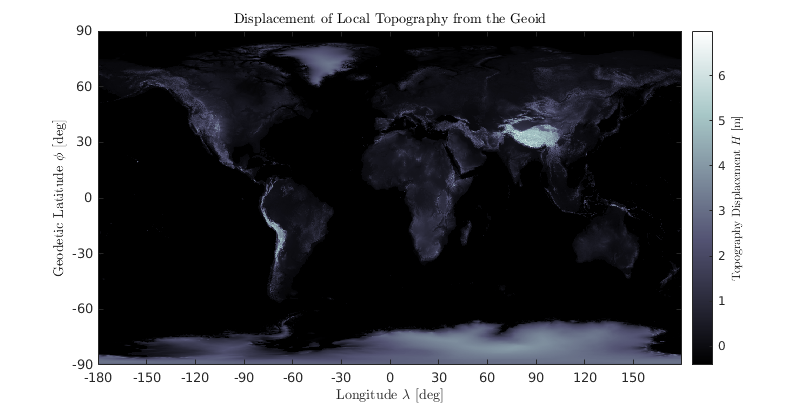 Displacement of Local Topography from the Geoid
90
60
30
0
-30
-60
-90
Geodetic Latitude ϕ [deg]
-180 -150 -120 -90 -60 -30 0 30 60 90 120 150
Longitude λ [deg]
6
5
4
3
2
1
0
Topography Displacement H [m]